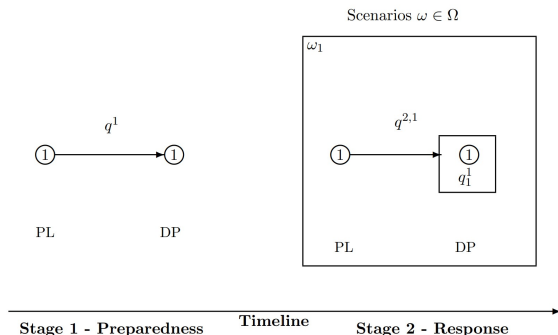 Scenarios ω ∈ Ω
ω₁
q¹
q²,¹
1
1
1
1
q₁¹
PL
DP
PL
DP
Timeline
Stage 1 - Preparedness
Stage 2 - Response